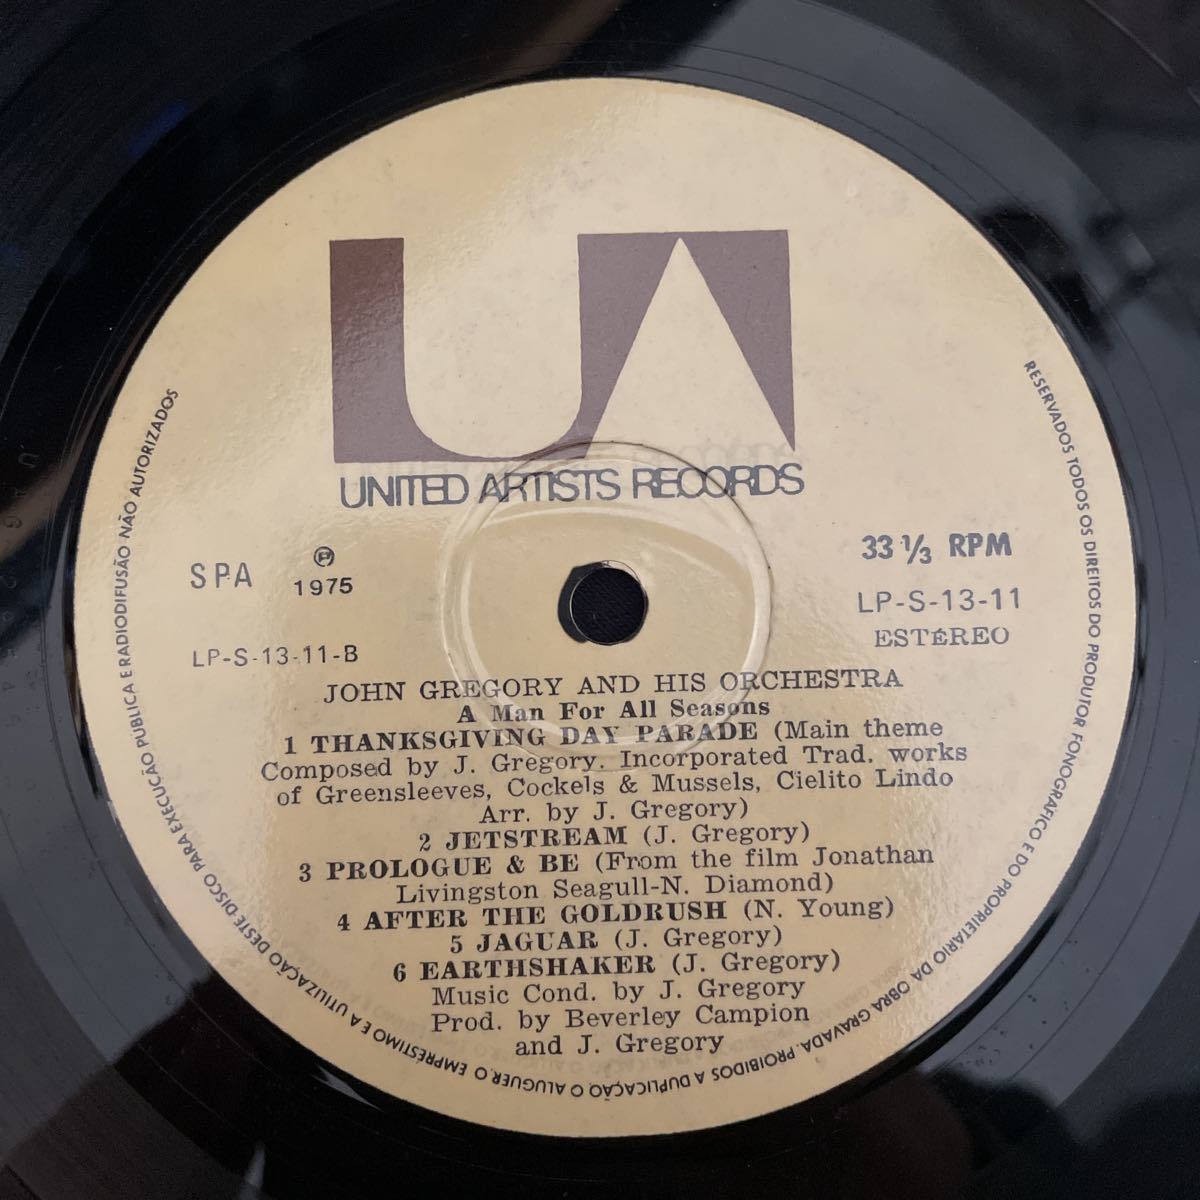 UNITED ARTISTS RECORDS
SPA
℗
1975
33 ⅓ RPM
LP-S-13-11
ESTÉREO
LP-S-13-11-B
JOHN GREGORY AND HIS ORCHESTRA
A Man For All Seasons
1 THANKSGIVING DAY PARADE (Main theme
Composed by J. Gregory. Incorporated Trad. works
of Greensleeves, Cockels & Mussels, Cielito Lindo
Arr. by J. Gregory)
2 JETSTREAM (J. Gregory)
3 PROLOGUE & BE (From the film Jonathan
Livingston Seagull-N. Diamond)
4 AFTER THE GOLDRUSH (N. Young)
5 JAGUAR (J. Gregory)
6 EARTHSHAKER (J. Gregory)
Music Cond. by J. Gregory
Prod. by Beverley Campion
and J. Gregory
RESERVADOS TODOS OS DIREITOS DO PRODUTOR FONOGRÁFICO E DO PROPRIETÁRIO DA OBRA GRAVADA. PROIBIDOS A DUPLICAÇÃO O ALUGUER, O EMPRÉSTIMO E A UTILIZAÇÃO DESTE DISCO PARA EXECUÇÃO PÚBLICA E RADIODIFUSÃO NÃO AUTORIZADOS